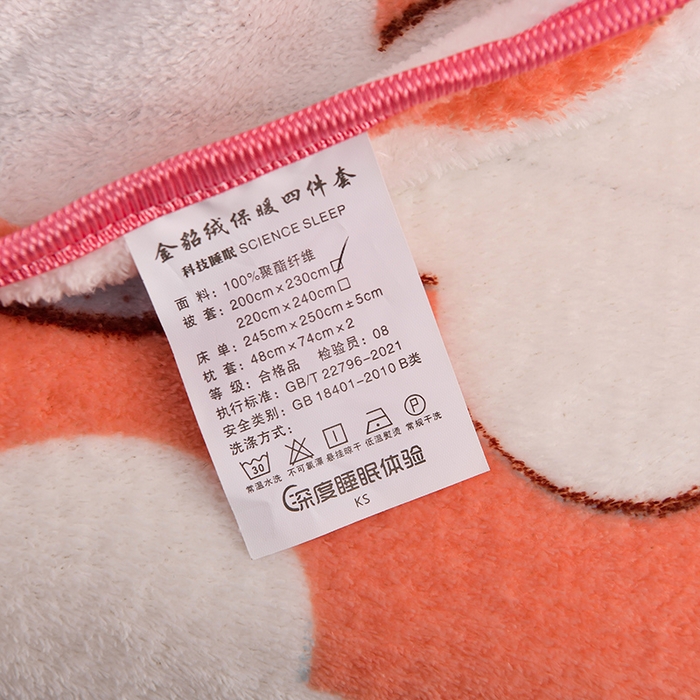 金貂绒保暖四件套
科技睡眠 SCIENCE SLEEP
面料：100%聚酯纤维
被套：200cm×230cm☑
220cm×240cm□
床单：245cm×250cm±5cm
枕套：48cm×74cm×2
等级：合格品 检验员：08
执行标准：GB/T 22796-2021
安全类别：GB 18401-2010 B类
洗涤方式：
30 P
常温水洗 不可氯漂 悬挂晾干 低温熨烫 常规干洗
深度睡眠体验
KS